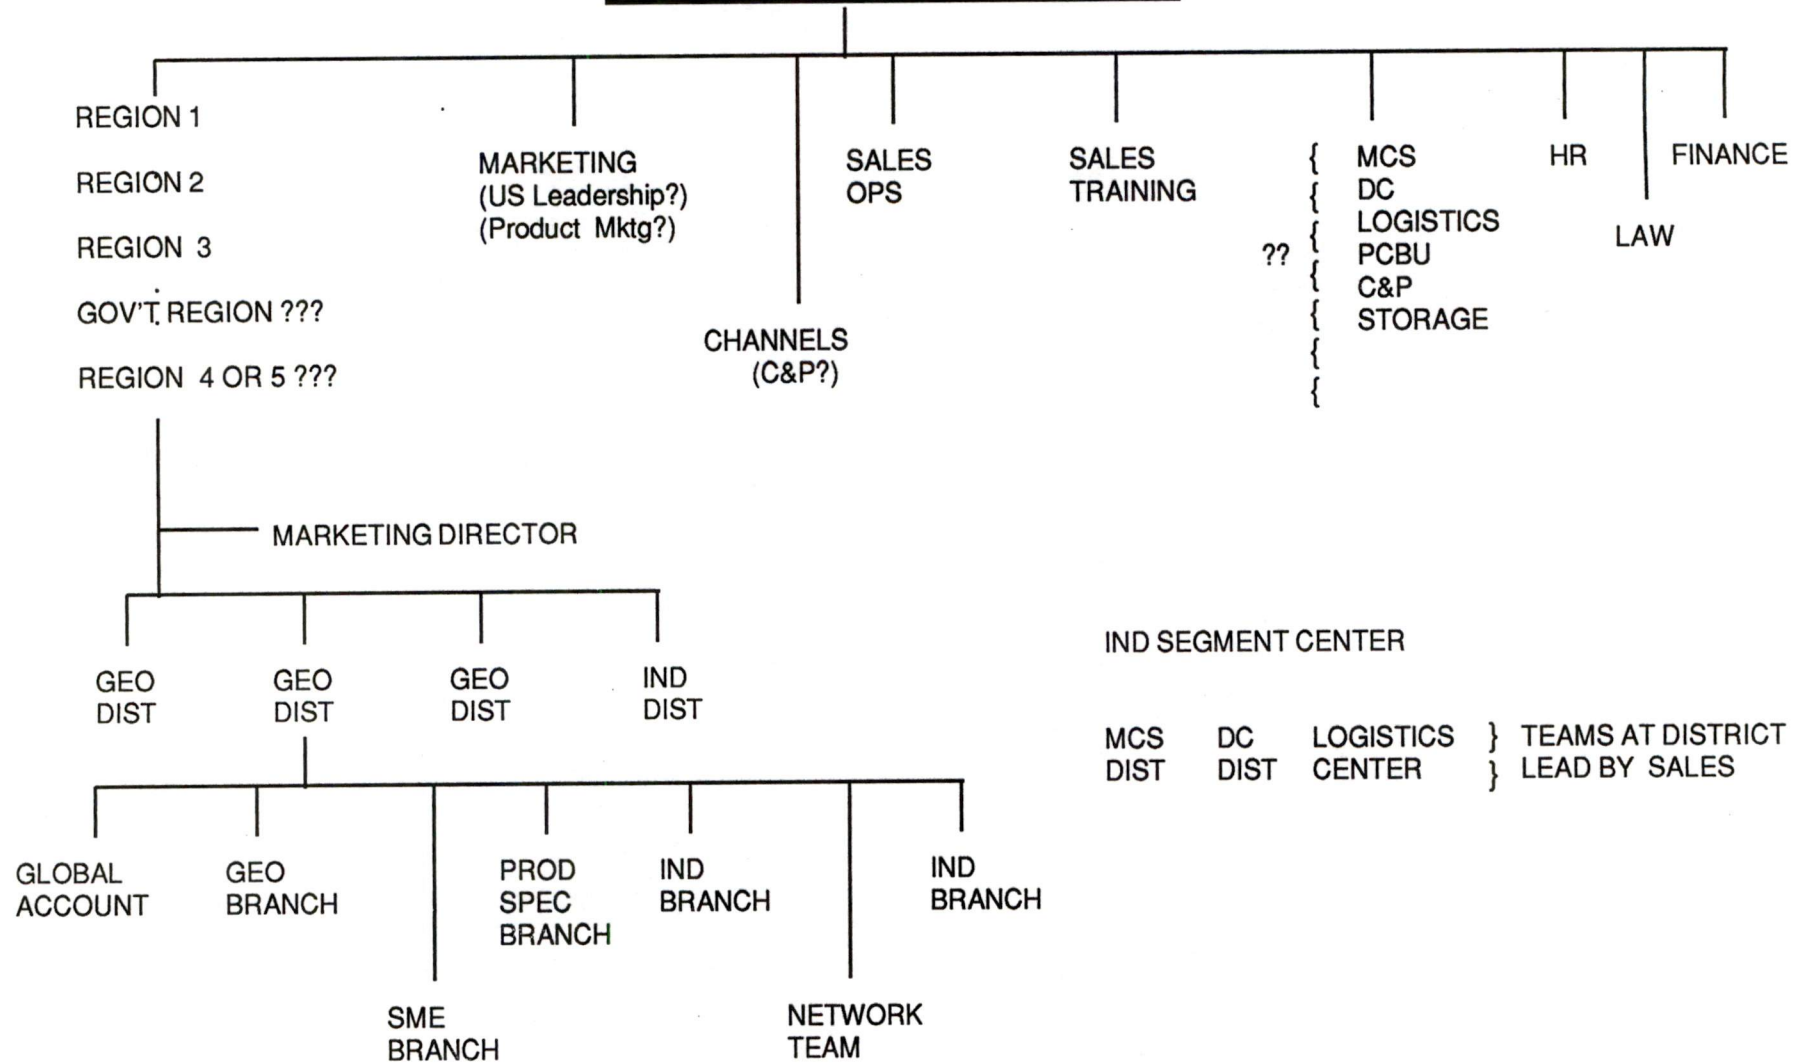 REGION 1
REGION 2
REGION 3
GOV'T REGION ???
REGION 4 OR 5 ???
MARKETING
(US Leadership?)
(Product Mktg?)
CHANNELS
(C&P?)
SALES
OPS
SALES
TRAINING
??
{ MCS
{ DC
{ LOGISTICS
{ PCBU
{ C&P
{ STORAGE
{
{
HR
LAW
FINANCE
MARKETING DIRECTOR
GEO
DIST
GEO
DIST
GEO
DIST
IND
DIST
GLOBAL
ACCOUNT
GEO
BRANCH
SME
BRANCH
PROD
SPEC
BRANCH
IND
BRANCH
NETWORK
TEAM
IND
BRANCH
IND SEGMENT CENTER
MCS DC LOGISTICS } TEAMS AT DISTRICT
DIST DIST CENTER } LEAD BY SALES